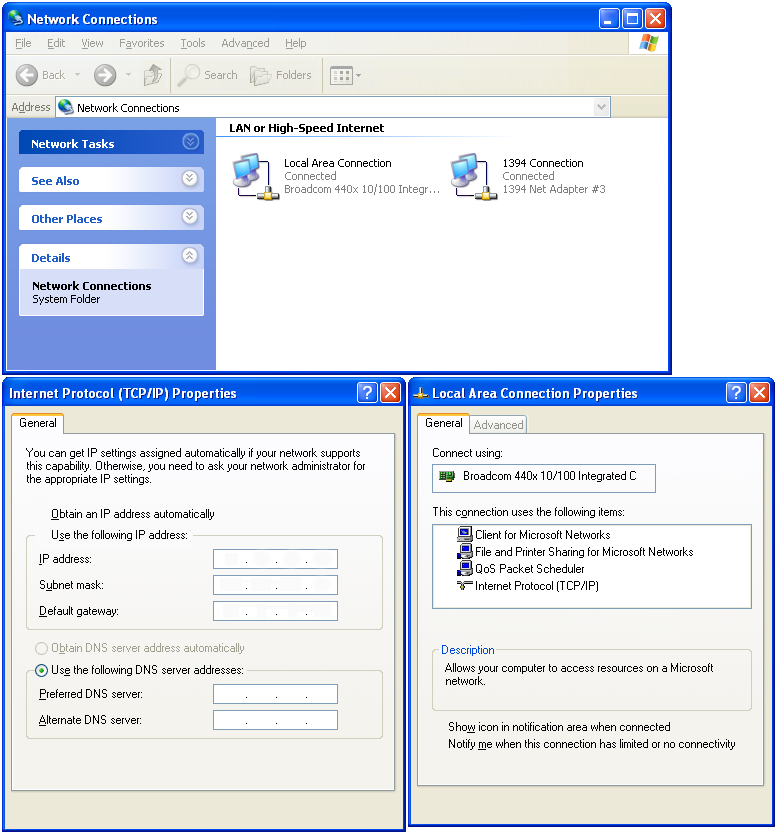 Network Connections
File Edit View Favorites Tools Advanced Help
Back Search Folders
Address Network Connections
Network Tasks
See Also
Other Places
Details
Network Connections
System Folder
LAN or High-Speed Internet
Local Area Connection
Connected
Broadcom 440x 10/100 Integr...
1394 Connection
Connected
1394 Net Adapter #3
Internet Protocol (TCP/IP) Properties
General
You can get IP settings assigned automatically if your network supports
this capability. Otherwise, you need to ask your network administrator for
the appropriate IP settings.
Obtain an IP address automatically
Use the following IP address:
IP address:
Subnet mask:
Default gateway:
Obtain DNS server address automatically
Use the following DNS server addresses:
Preferred DNS server:
Alternate DNS server:
Local Area Connection Properties
General Advanced
Connect using:
Broadcom 440x 10/100 Integrated C
This connection uses the following items:
Client for Microsoft Networks
File and Printer Sharing for Microsoft Networks
QoS Packet Scheduler
Internet Protocol (TCP/IP)
Description
Allows your computer to access resources on a Microsoft
network.
Show icon in notification area when connected
Notify me when this connection has limited or no connectivity